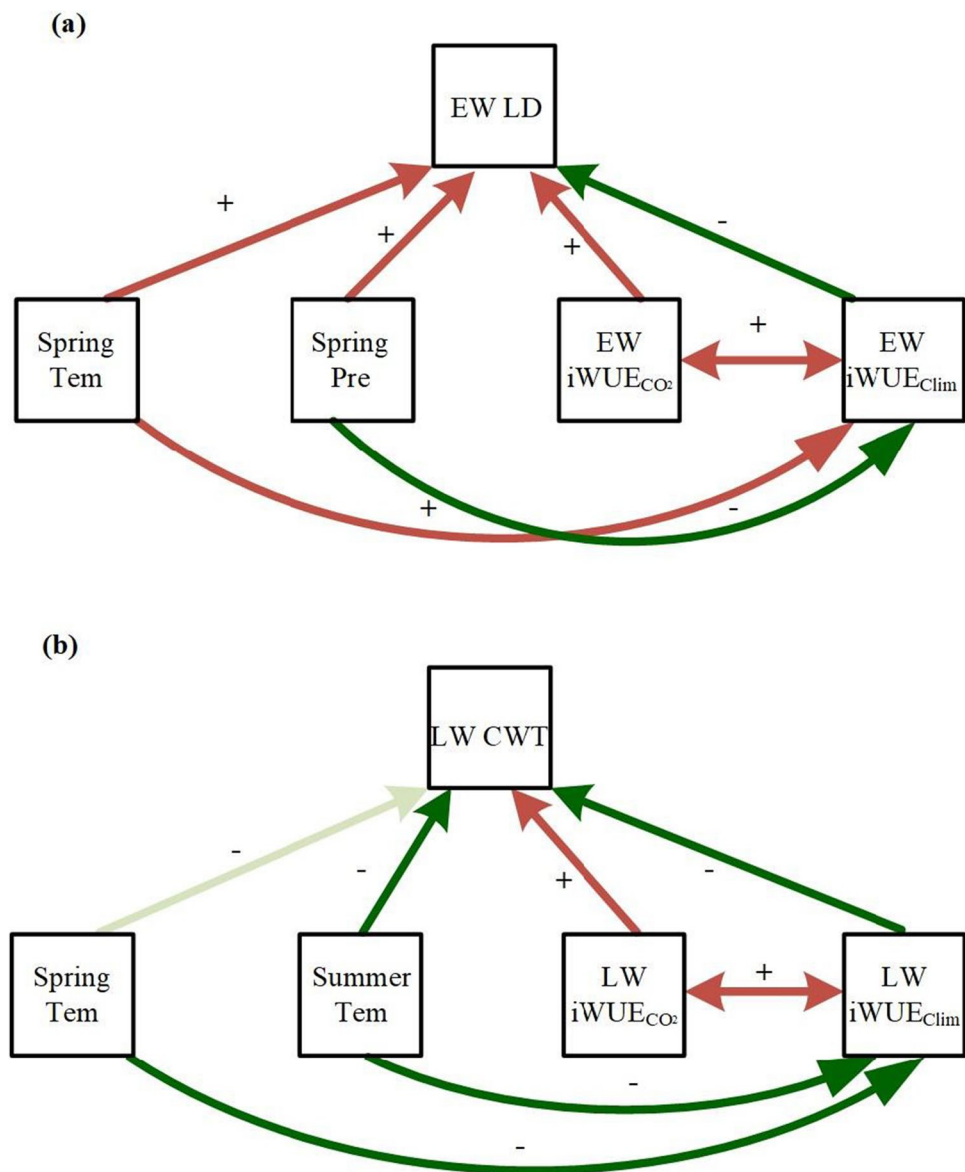 (a)
EW LD
+
+
+
-
Spring
Tem
Spring
Pre
EW
iWUECO2
+
EW
iWUEClim
+
-
(b)
LW CWT
-
-
+
-
Spring
Tem
Summer
Tem
LW
iWUECO2
+
LW
iWUEClim
-
-